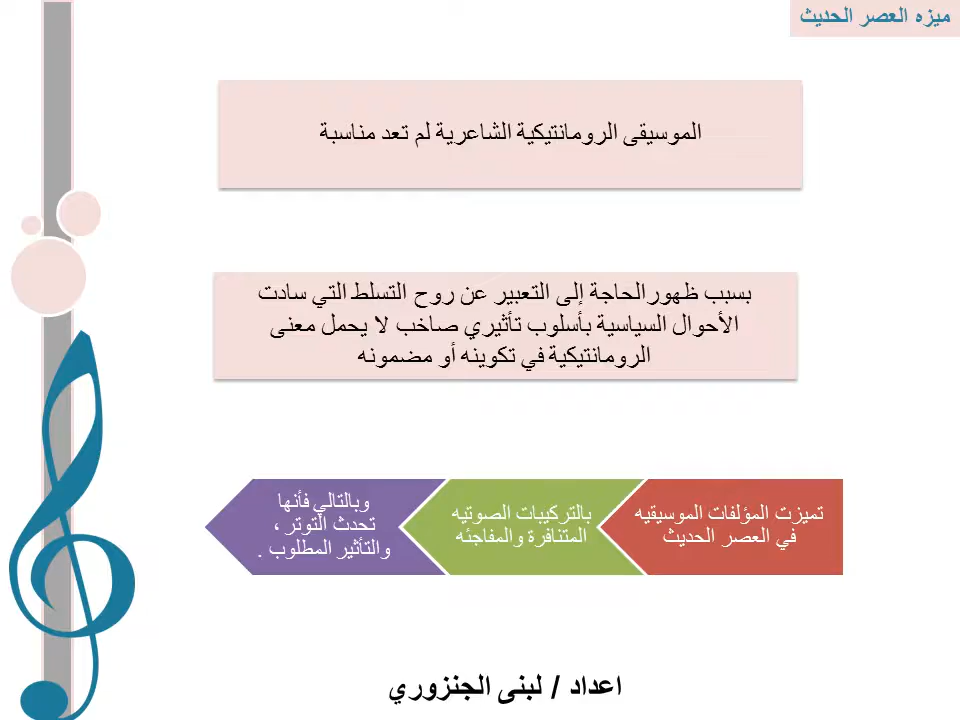 ميزه العصر الحديث
الموسيقى الرومانتيكية الشاعرية لم تعد مناسبة
بسبب ظهورالحاجة إلى التعبير عن روح التسلط التي سادت
الأحوال السياسية بأسلوب تأثيري صاخب لا يحمل معنى
الرومانتيكية في تكوينه أو مضمونه
تميزت المؤلفات الموسيقيه
في العصر الحديث
بالتركيبات الصوتيه
المتنافرة والمفاجئه
وبالتالي فأنها
تحدث التوتر ،
والتأثير المطلوب .
اعداد / لبنى الجنزوري